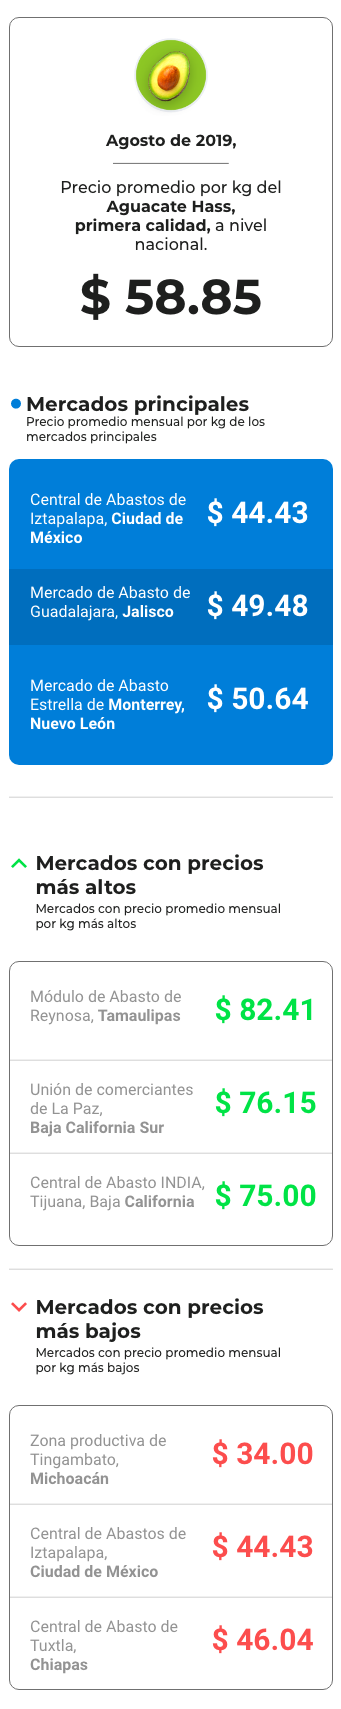 Agosto de 2019,
Precio promedio por kg del
Aguacate Hass,
primera calidad, a nivel
nacional.
$ 58.85
Mercados principales
Precio promedio mensual por kg de los
mercados principales
Central de Abastos de
Iztapalapa, Ciudad de
México
$ 44.43
Mercado de Abasto de
Guadalajara, Jalisco
$ 49.48
Mercado de Abasto
Estrella de Monterrey,
Nuevo León
$ 50.64
Mercados con precios
más altos
Mercados con precio promedio mensual
por kg más altos
Módulo de Abasto de
Reynosa, Tamaulipas
$ 82.41
Unión de comerciantes
de La Paz,
Baja California Sur
$ 76.15
Central de Abasto INDIA,
Tijuana, Baja California
$ 75.00
Mercados con precios
más bajos
Mercados con precio promedio mensual
por kg más bajos
Zona productiva de
Tingambato,
Michoacán
$ 34.00
Central de Abastos de
Iztapalapa,
Ciudad de México
$ 44.43
Central de Abasto de
Tuxtla,
Chiapas
$ 46.04